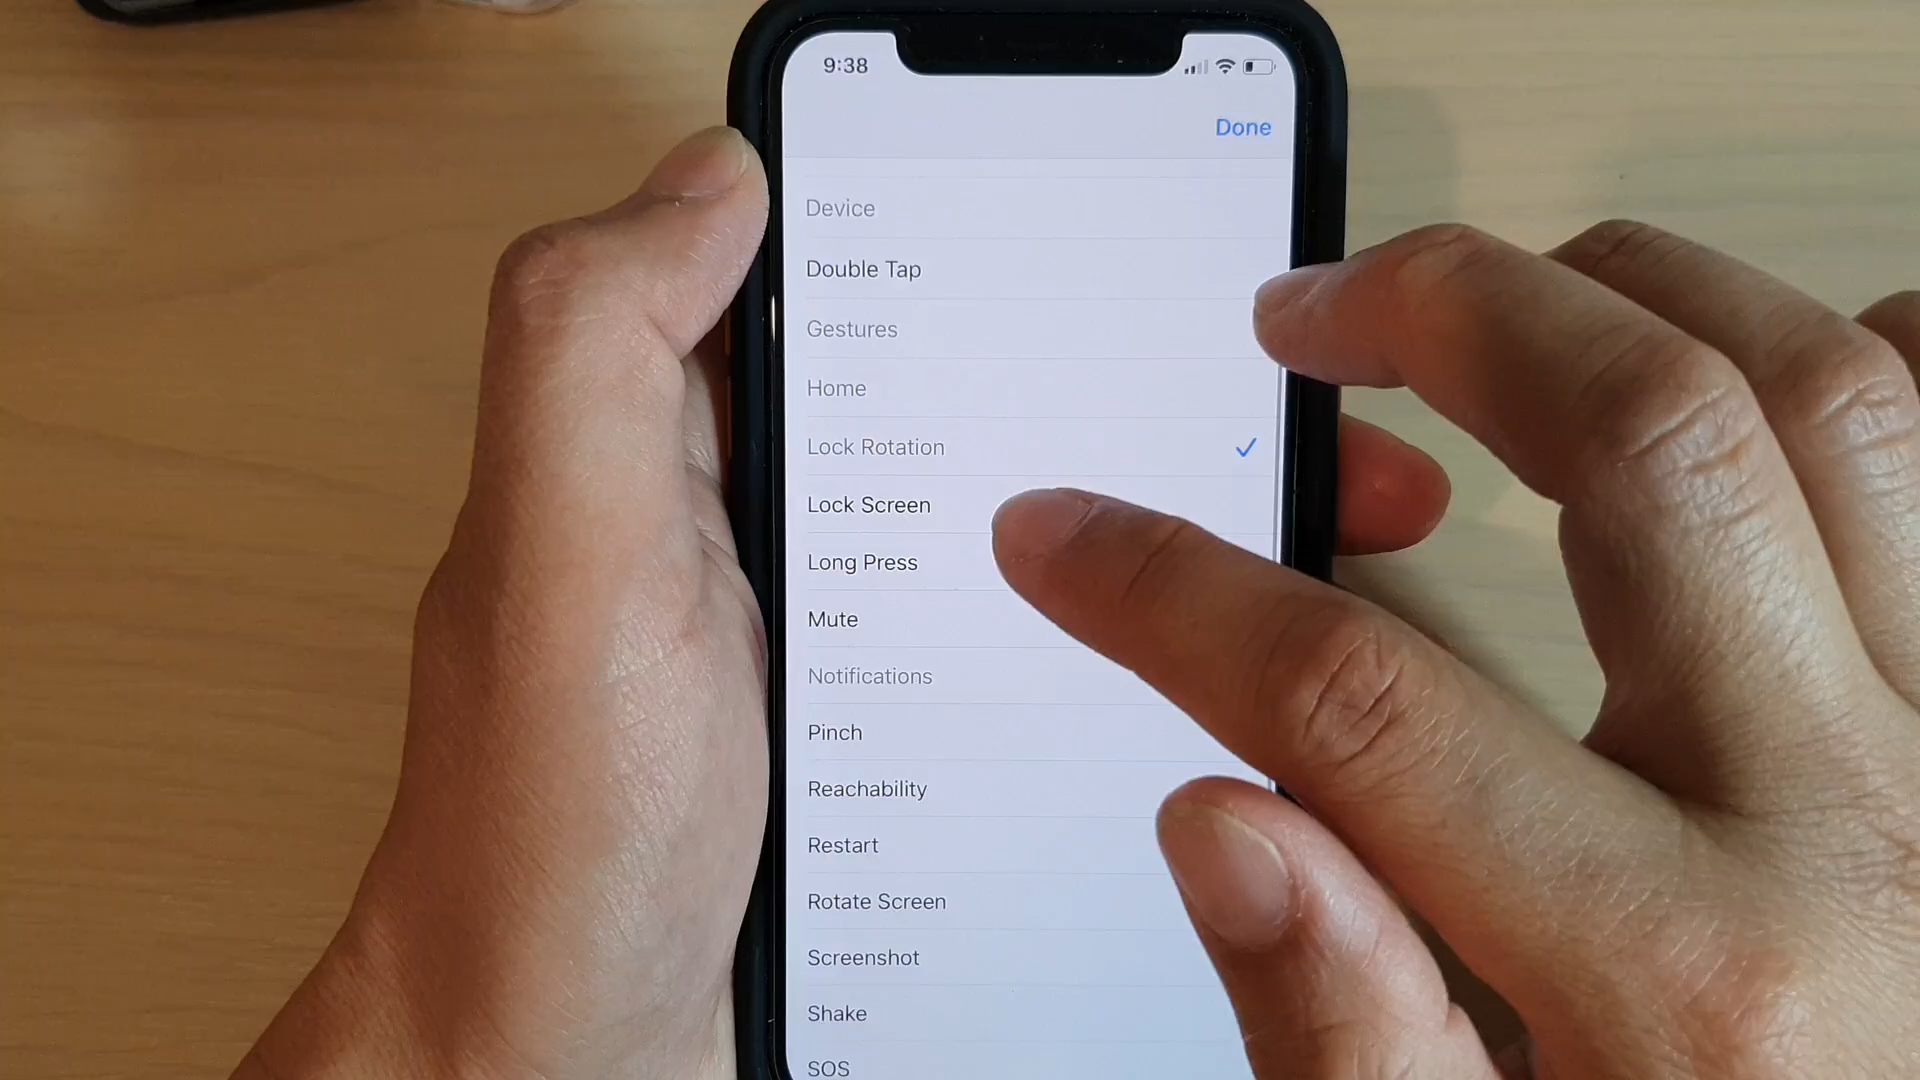 9:38
Done
Device
Double Tap
Gestures
Home
Lock Rotation
Lock Screen
Long Press
Mute
Notifications
Pinch
Reachability
Restart
Rotate Screen
Screenshot
Shake
SOS